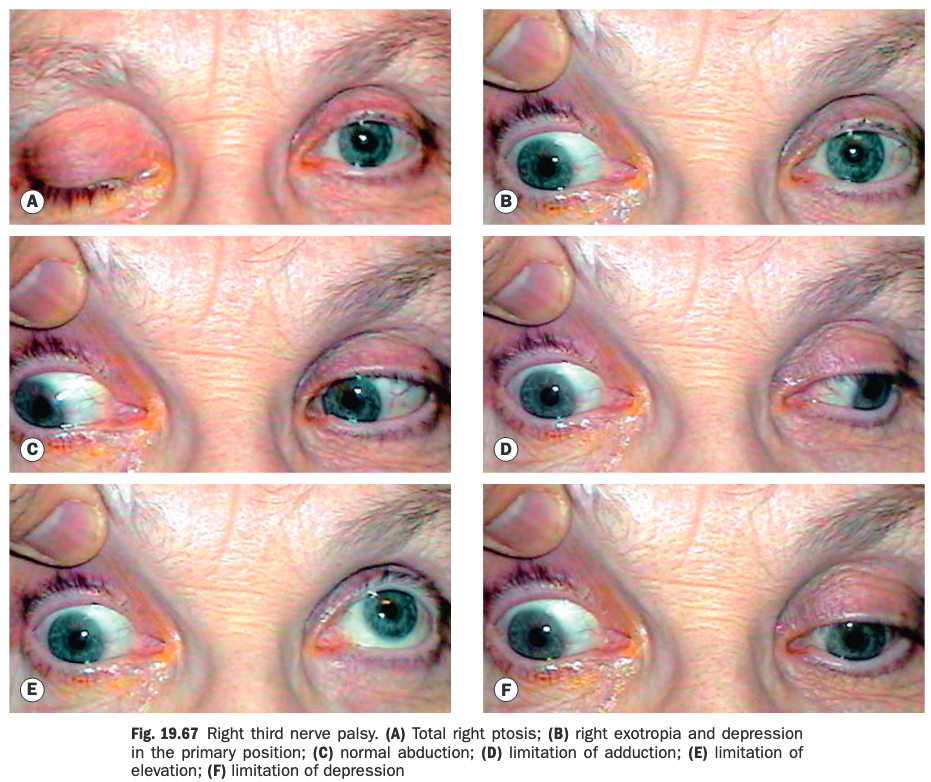 A
B
C
D
E
F
Fig. 19.67 Right third nerve palsy. (A) Total right ptosis; (B) right exotropia and depression
in the primary position; (C) normal abduction; (D) limitation of adduction; (E) limitation of
elevation; (F) limitation of depression